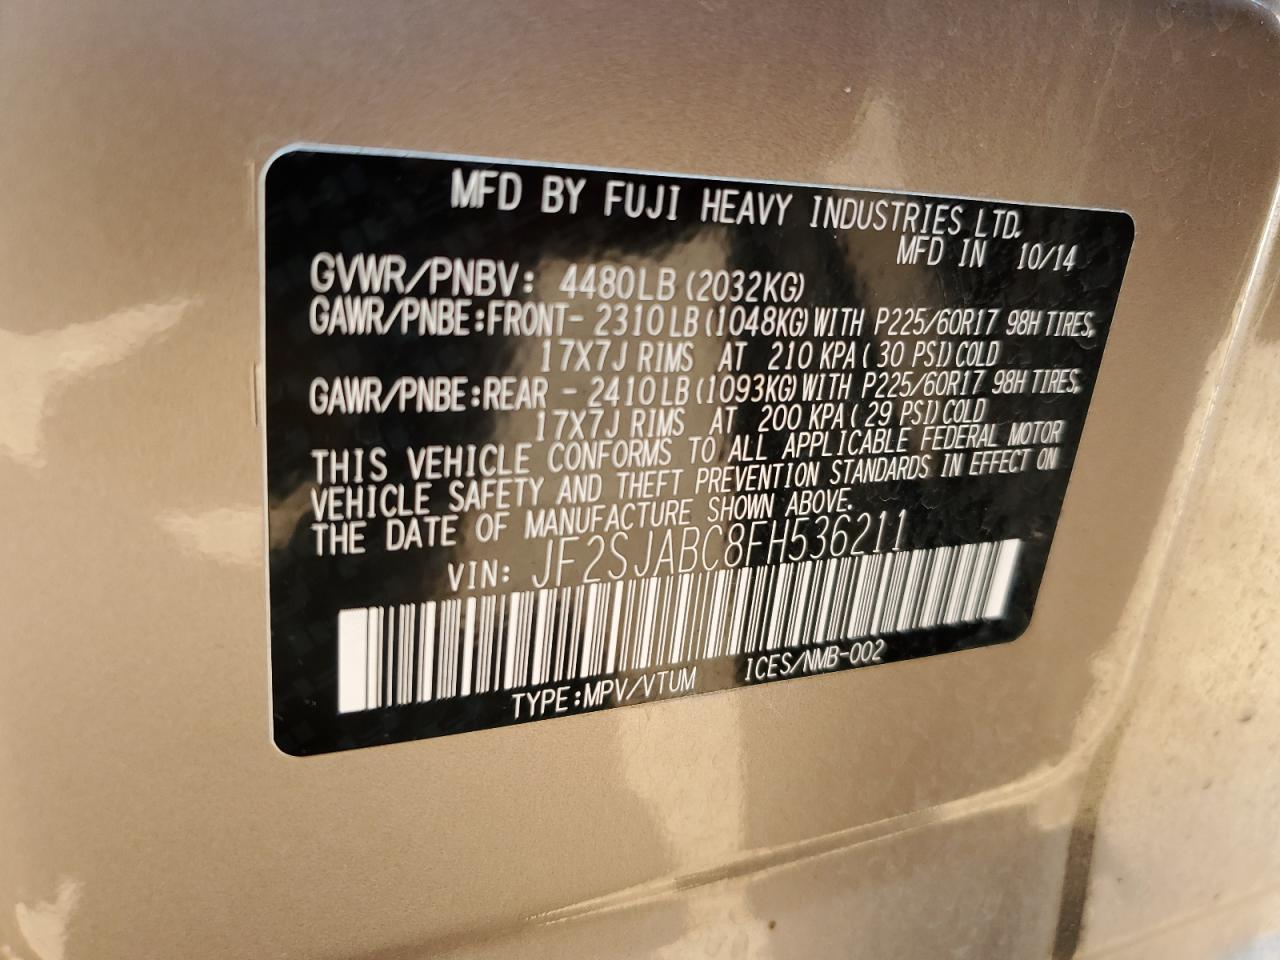 MFD BY FUJI HEAVY INDUSTRIES LTD.
MFD IN 10/14
GVWR/PNBV: 4480LB (2032KG)
GAWR/PNBE:FRONT- 2310LB (1048KG) WITH P225/60R17 98H TIRES,
17X7J RIMS AT 210 KPA ( 30 PSI) COLD
GAWR/PNBE:REAR - 2410LB (1093KG) WITH P225/60R17 98H TIRES,
17X7J RIMS AT 200 KPA ( 29 PSI) COLD
THIS VEHICLE CONFORMS TO ALL APPLICABLE FEDERAL MOTOR
VEHICLE SAFETY AND THEFT PREVENTION STANDARDS IN EFFECT ON
THE DATE OF MANUFACTURE SHOWN ABOVE.
VIN: JF2SJABC8FH536211
TYPE:MPV/VTUM ICES/NMB-002